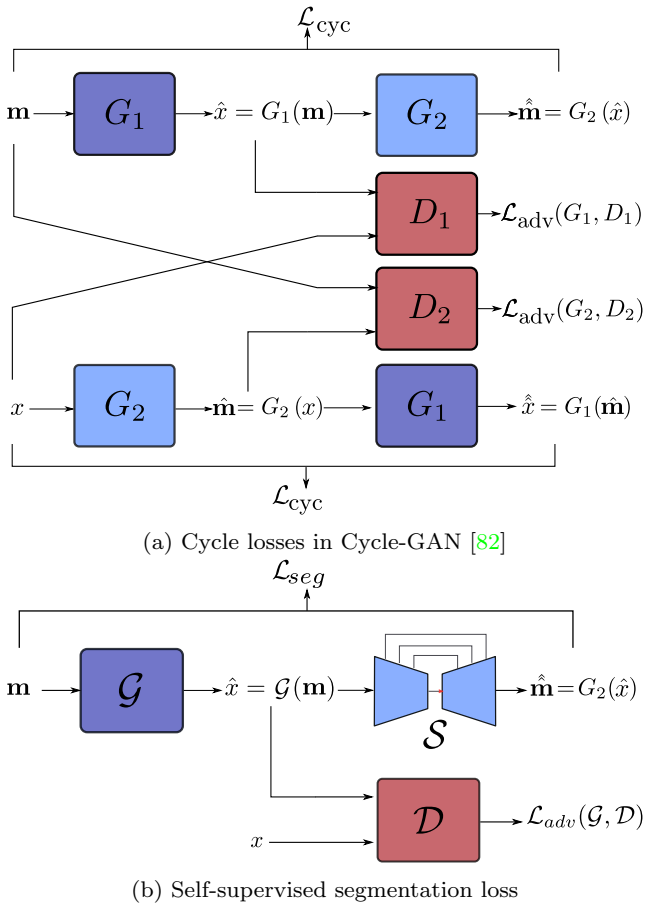 ℒcyc
m G₁ x̂ = G₁(m) G₂ m̂̂ = G₂ (x̂)
D₁ ℒadv(G₁, D₁)
D₂ ℒadv(G₂, D₂)
x G₂ m̂ = G₂ (x) G₁ x̂̂ = G₁(m̂)
ℒcyc
(a) Cycle losses in Cycle-GAN [82]
ℒseg
m 𝒢 x̂ = 𝒢(m) 𝒮 m̂̂ = G₂(x̂)
x 𝒟 ℒadv(𝒢, 𝒟)
(b) Self-supervised segmentation loss